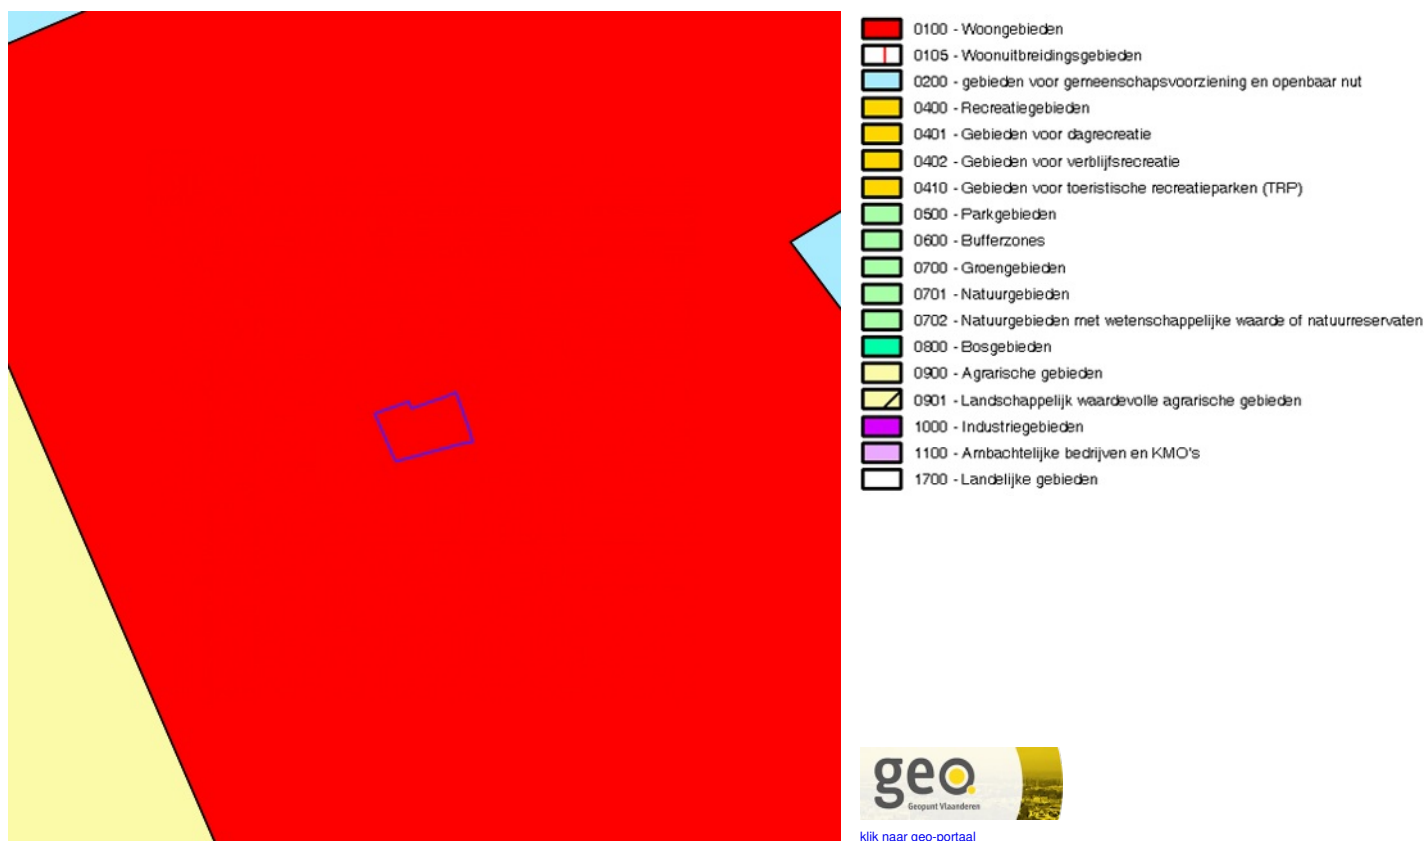 0100 - Woongebieden
0105 - Woonuitbreidingsgebieden
0200 - gebieden voor gemeenschapsvoorziening en openbaar nut
0400 - Recreatiegebieden
0401 - Gebieden voor dagrecreatie
0402 - Gebieden voor verblijfsrecreatie
0410 - Gebieden voor toeristische recreatieparken (TRP)
0500 - Parkgebieden
0600 - Bufferzones
0700 - Groengebieden
0701 - Natuurgebieden
0702 - Natuurgebieden met wetenschappelijke waarde of natuurreservaten
0800 - Bosgebieden
0900 - Agrarische gebieden
0901 - Landschappelijk waardevolle agrarische gebieden
1000 - Industriegebieden
1100 - Ambachtelijke bedrijven en KMO's
1700 - Landelijke gebieden
geo
Geopunt Vlaanderen
klik naar geo-portaal